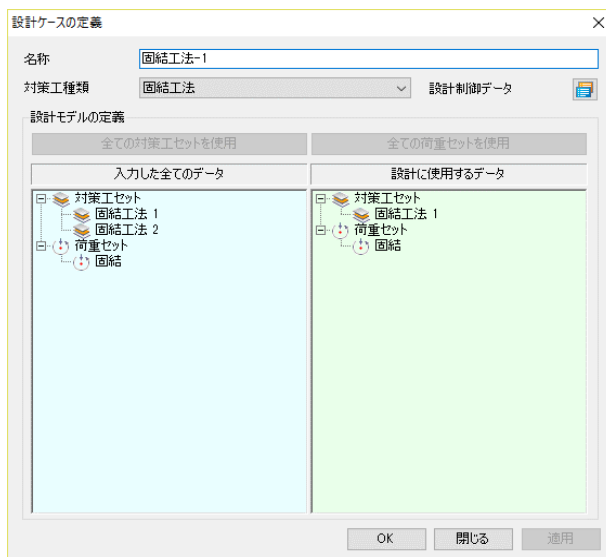 設計ケースの定義
名称 固結工法-1
対策工種類 固結工法 設計制御データ
設計モデルの定義
全ての対策工セットを使用 全ての荷重セットを使用
入力した全てのデータ 設計に使用するデータ
対策工セット
固結工法 1
固結工法 2
荷重セット
固結
対策工セット
固結工法 1
荷重セット
固結
OK 閉じる 適用